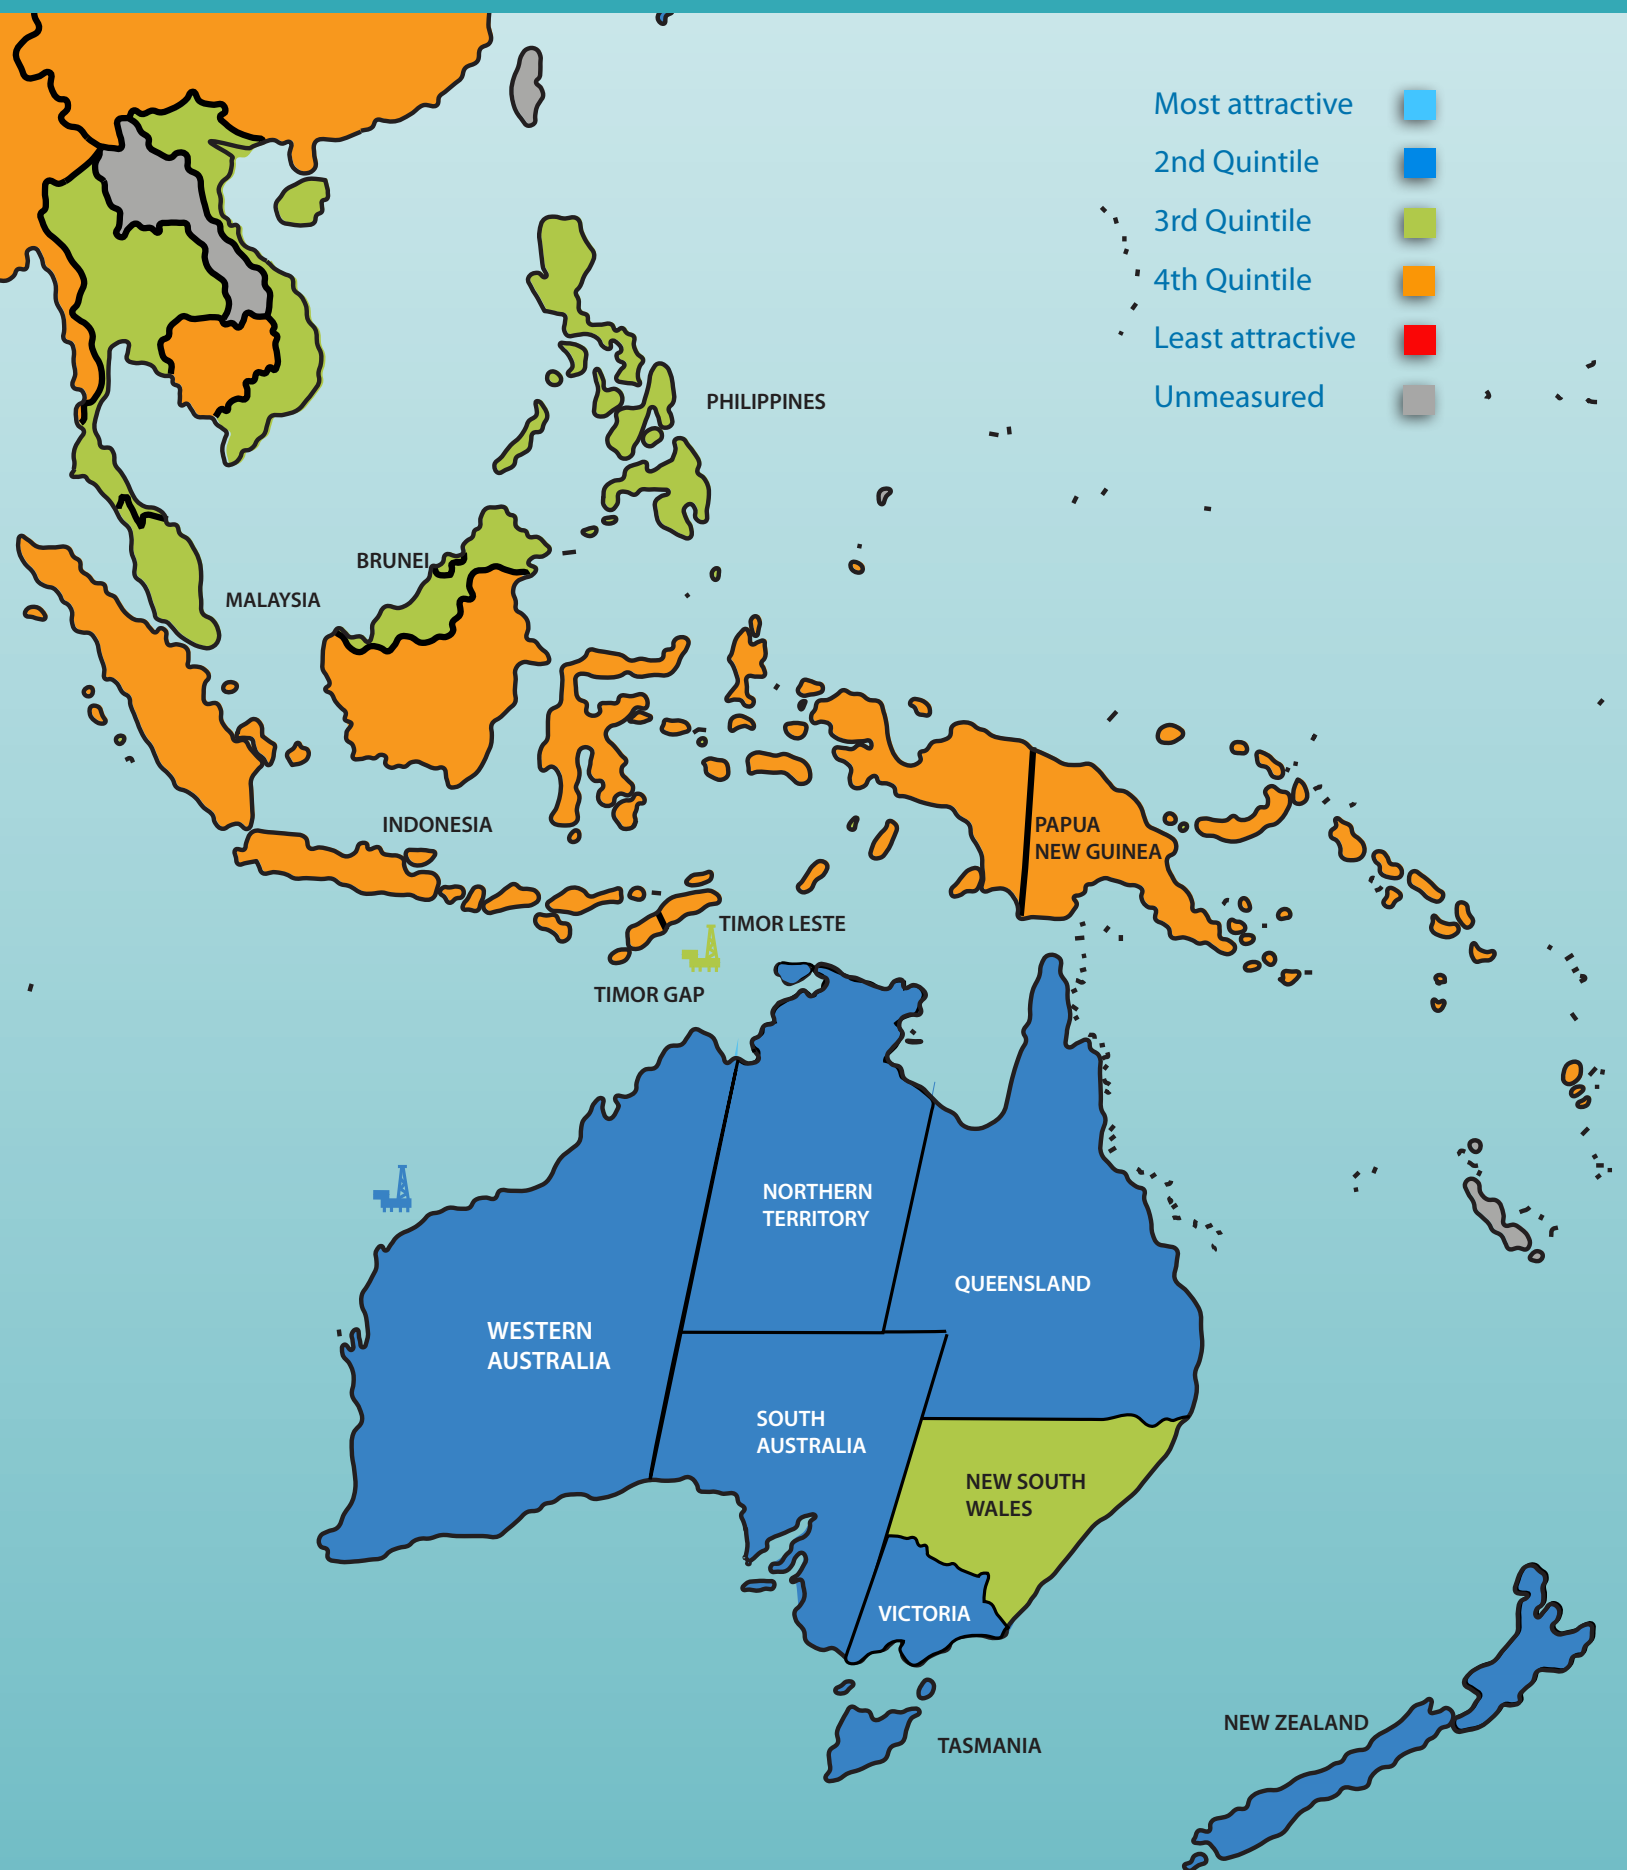 Most attractive
2nd Quintile
3rd Quintile
4th Quintile
Least attractive
Unmeasured
PHILIPPINES
BRUNEI
MALAYSIA
INDONESIA
PAPUA
NEW GUINEA
TIMOR LESTE
TIMOR GAP
NORTHERN
TERRITORY
QUEENSLAND
WESTERN
AUSTRALIA
SOUTH
AUSTRALIA
NEW SOUTH
WALES
VICTORIA
NEW ZEALAND
TASMANIA